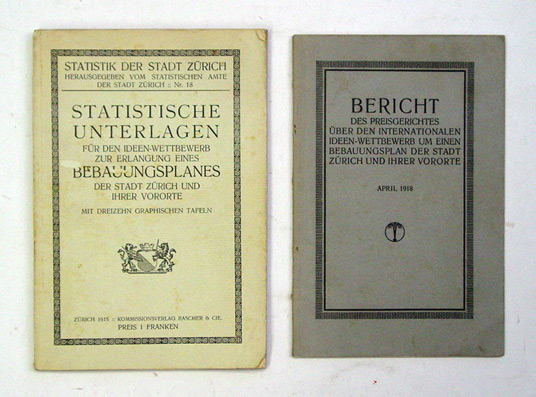 STATISTIK DER STADT ZÜRICH
HERAUSGEGEBEN VOM STATISTISCHEN AMTE
DER STADT ZÜRICH :: Nr. 18
STATISTISCHE
UNTERLAGEN
FÜR DEN IDEEN-WETTBEWERB
ZUR ERLANGUNG EINES
BEBAUUNGSPLANES
DER STADT ZÜRICH UND
IHRER VORORTE
MIT DREIZEHN GRAPHISCHEN TAFELN
ZÜRICH 1915 :: KOMMISSIONSVERLAG RASCHER & CIE.
PREIS 1 FRANKEN
BERICHT
DES PREISGERICHTES
ÜBER DEN INTERNATIONALEN
IDEEN-WETTBEWERB UM EINEN
BEBAUUNGSPLAN DER STADT
ZÜRICH UND IHRER VORORTE
APRIL 1918